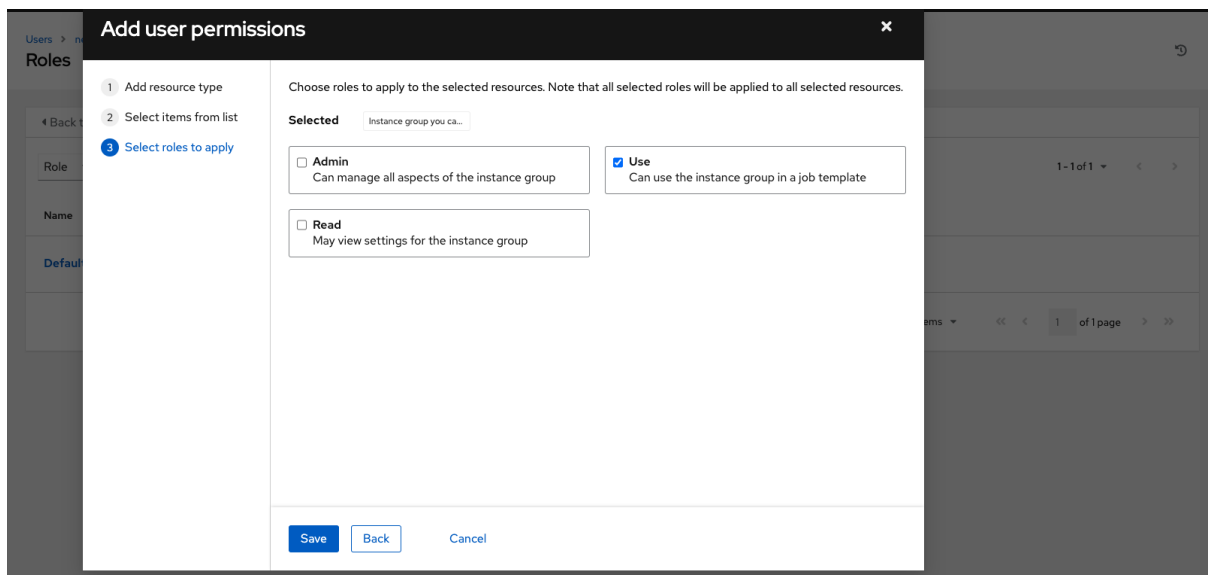 Add user permissions
Users
Roles
1 Add resource type
2 Select items from list
3 Select roles to apply
Choose roles to apply to the selected resources. Note that all selected roles will be applied to all selected resources.
Selected Instance group you ca...
Admin
Can manage all aspects of the instance group
Use
Can use the instance group in a job template
Read
May view settings for the instance group
Back
Role
1 - 1 of 1
Name
Defaul
1 of 1 page
Save Back Cancel